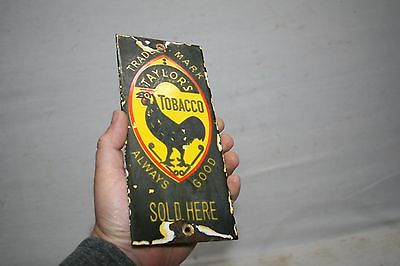 TRADE MARK
TAYLOR'S
TOBACCO
ALWAYS GOOD
SOLD HERE